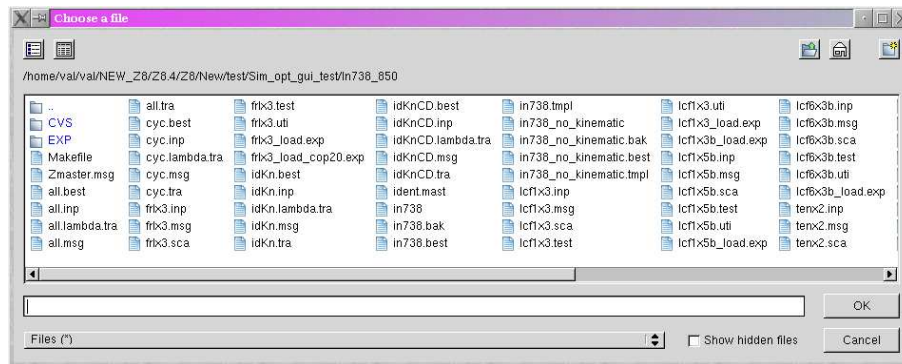 Choose a file
/home/val/val/NEW_Z8/Z8.4/Z8/New/test/Sim_opt_gui_test/In738_850
.. all.tra frlx3.test idKnCD.best in738.tmpl lcf1x3.uti lcf6x3b.inp
CVS cyc.best frlx3.uti idKnCD.inp in738_no_kinematic lcf1x3_load.exp lcf6x3b.msg
EXP cyc.inp frlx3_load.exp idKnCD.lambda.tra in738_no_kinematic.bak lcf1x3b_load.exp lcf6x3b.sca
Makefile cyc.lambda.tra frlx3_load_cop20.exp idKnCD.msg in738_no_kinematic.best lcf1x5b.inp lcf6x3b.test
Zmaster.msg cyc.msg idKn.best idKnCD.tra in738_no_kinematic.tmpl lcf1x5b.msg lcf6x3b.uti
all.best cyc.tra idKn.inp ident.mast lcf1x3.inp lcf1x5b.sca lcf6x3b_load.exp
all.inp frlx3.inp idKn.lambda.tra in738 lcf1x3.msg lcf1x5b.test tenx2.inp
all.lambda.tra frlx3.msg idKn.msg in738.bak lcf1x3.sca lcf1x5b.uti tenx2.msg
all.msg frlx3.sca idKn.tra in738.best lcf1x3.test lcf1x5b_load.exp tenx2.sca
OK
Files (*) Show hidden files Cancel